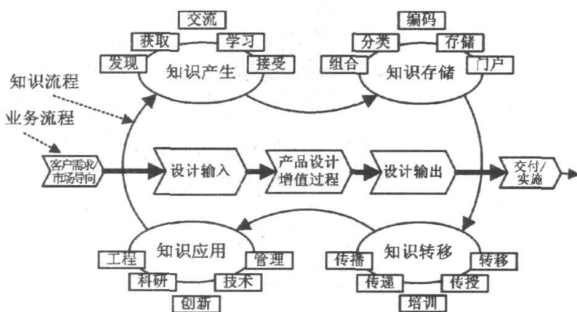 交流
编码
获取
学习
分类
存储
发现
知识产生
接受
组合
知识存储
门户
知识流程
业务流程
客户需求/
市场导向
设计输入
产品设计
增值过程
设计输出
交付/
实施
工程
知识应用
管理
传播
知识转移
转移
科研
技术
传递
传授
创新
培训